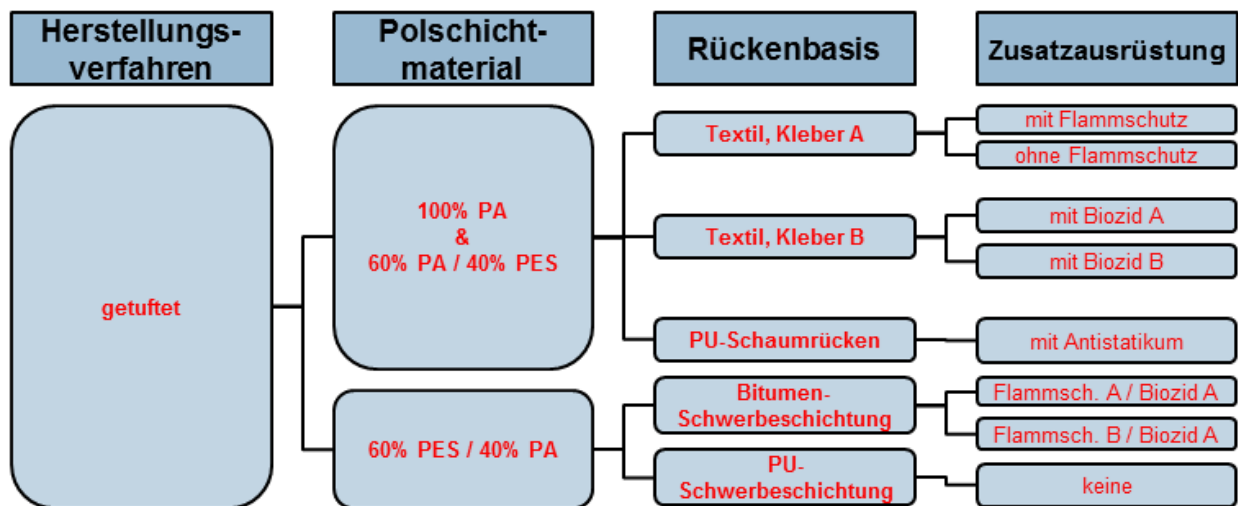 Herstellungs-
verfahren
Polschicht-
material
Rückenbasis
Zusatzausrüstung
getuftet
100% PA
&
60% PA / 40% PES
Textil, Kleber A
mit Flammschutz
ohne Flammschutz
Textil, Kleber B
mit Biozid A
mit Biozid B
PU-Schaumrücken
mit Antistatikum
60% PES / 40% PA
Bitumen-
Schwerbeschichtung
Flammsch. A / Biozid A
Flammsch. B / Biozid A
PU-
Schwerbeschichtung
keine